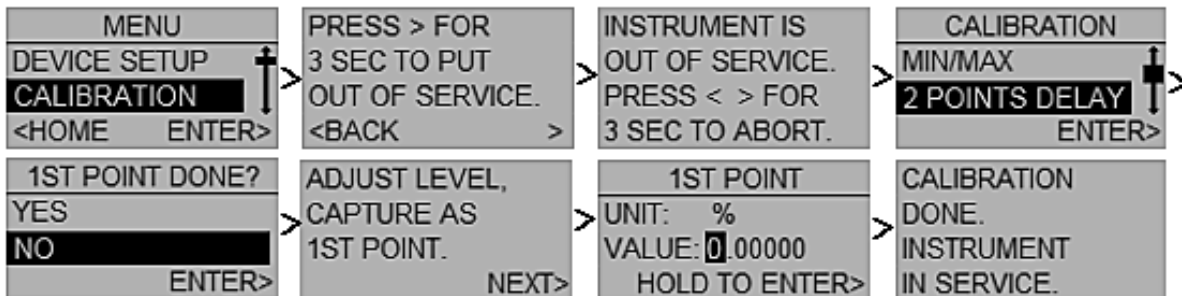 MENU
DEVICE SETUP
CALIBRATION
<HOME ENTER>
>
PRESS > FOR
3 SEC TO PUT
OUT OF SERVICE.
<BACK >
>
INSTRUMENT IS
OUT OF SERVICE.
PRESS < > FOR
3 SEC TO ABORT.
>
CALIBRATION
MIN/MAX
2 POINTS DELAY
ENTER>
>
1ST POINT DONE?
YES
NO
ENTER>
>
ADJUST LEVEL,
CAPTURE AS
1ST POINT.
NEXT>
>
1ST POINT
UNIT: %
VALUE: 0.00000
HOLD TO ENTER>
>
CALIBRATION
DONE.
INSTRUMENT
IN SERVICE.